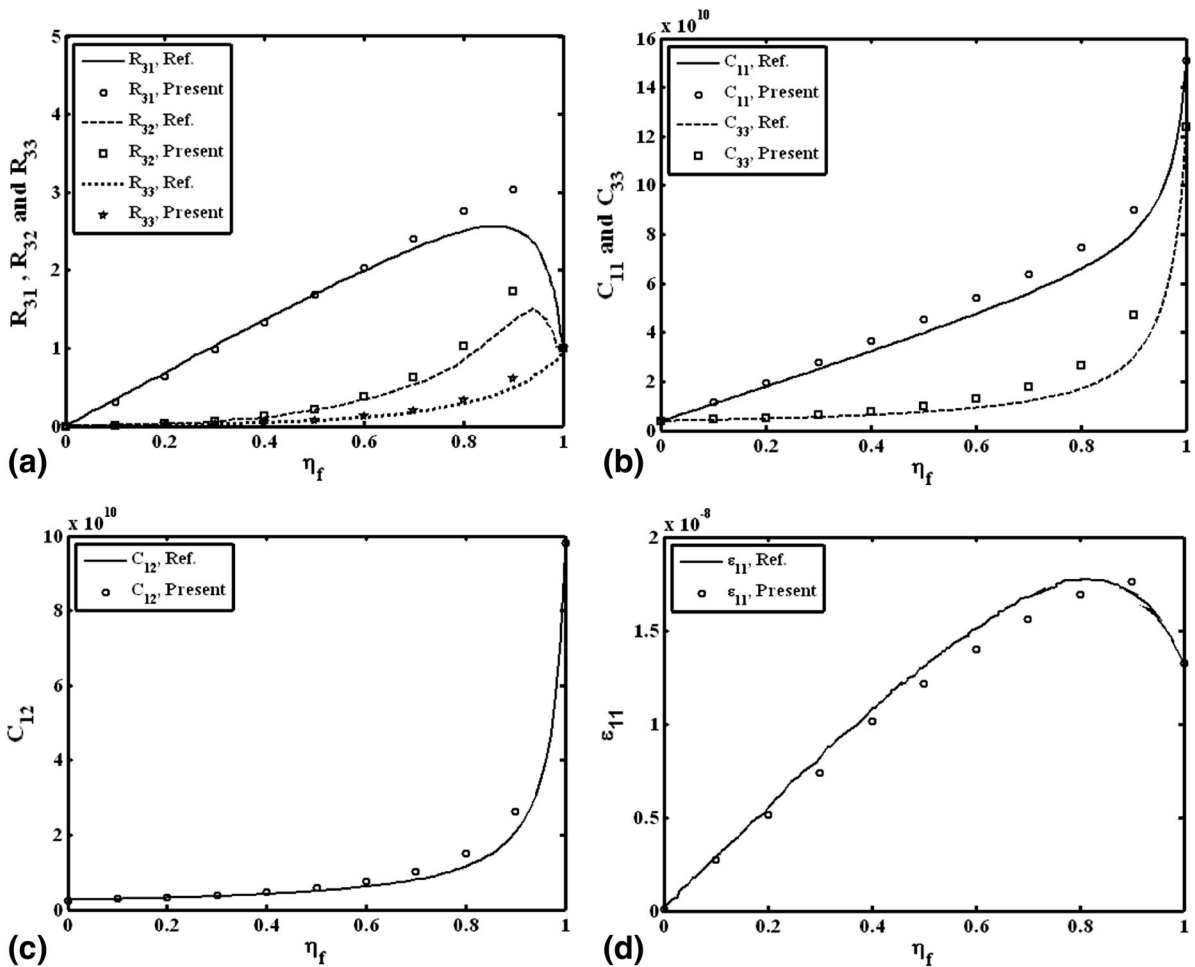 5
4
3
2
1
0
R31, Ref.
R31, Present
R32, Ref.
R32, Present
R33, Ref.
R33, Present
R31 , R32 and R33
0 0.2 0.4 0.6 0.8 1
(a)
ηf
x 10^10
16
14
12
10
8
6
4
2
0
C11, Ref.
C11, Present
C33, Ref.
C33, Present
C11 and C33
0 0.2 0.4 0.6 0.8 1
(b)
ηf
x 10^10
10
8
6
4
2
0
C12, Ref.
C12, Present
C12
0 0.2 0.4 0.6 0.8 1
(c)
ηf
x 10^-8
2
1.5
1
0.5
0
ε11, Ref.
ε11, Present
ε11
0 0.2 0.4 0.6 0.8 1
(d)
ηf